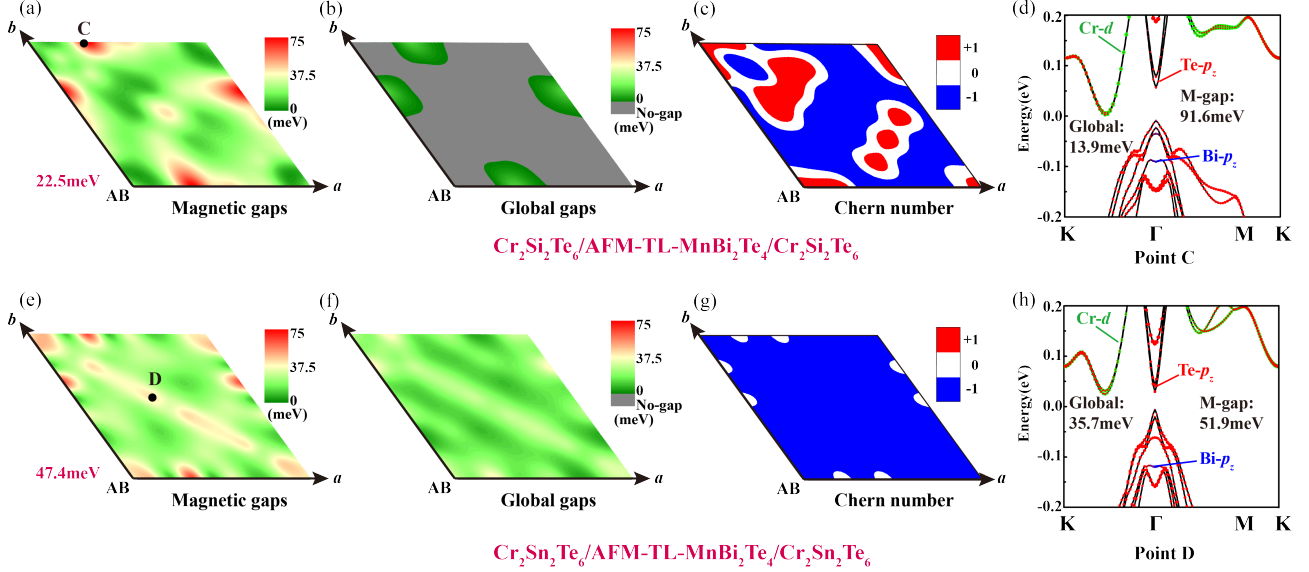 (a)
b
C
75
37.5
0
(meV)
22.5meV
AB
a
Magnetic gaps
(b)
b
75
37.5
0
No-gap
(meV)
AB
a
Global gaps
(c)
b
+1
0
-1
AB
a
Chern number
(d)
0.2
0.1
0.0
-0.1
-0.2
Energy(eV)
Cr-d
Te-pz
M-gap:
91.6meV
Global:
13.9meV
Bi-pz
K Γ M K
Point C
Cr₂Si₂Te₆/AFM-TL-MnBi₂Te₄/Cr₂Si₂Te₆
(e)
b
D
75
37.5
0
(meV)
47.4meV
AB
a
Magnetic gaps
(f)
b
75
37.5
0
No-gap
(meV)
AB
a
Global gaps
(g)
b
+1
0
-1
AB
a
Chern number
(h)
0.2
0.1
0.0
-0.1
-0.2
Energy(eV)
Cr-d
Te-pz
Global:
35.7meV
M-gap:
51.9meV
Bi-pz
K Γ M K
Point D
Cr₂Sn₂Te₆/AFM-TL-MnBi₂Te₄/Cr₂Sn₂Te₆